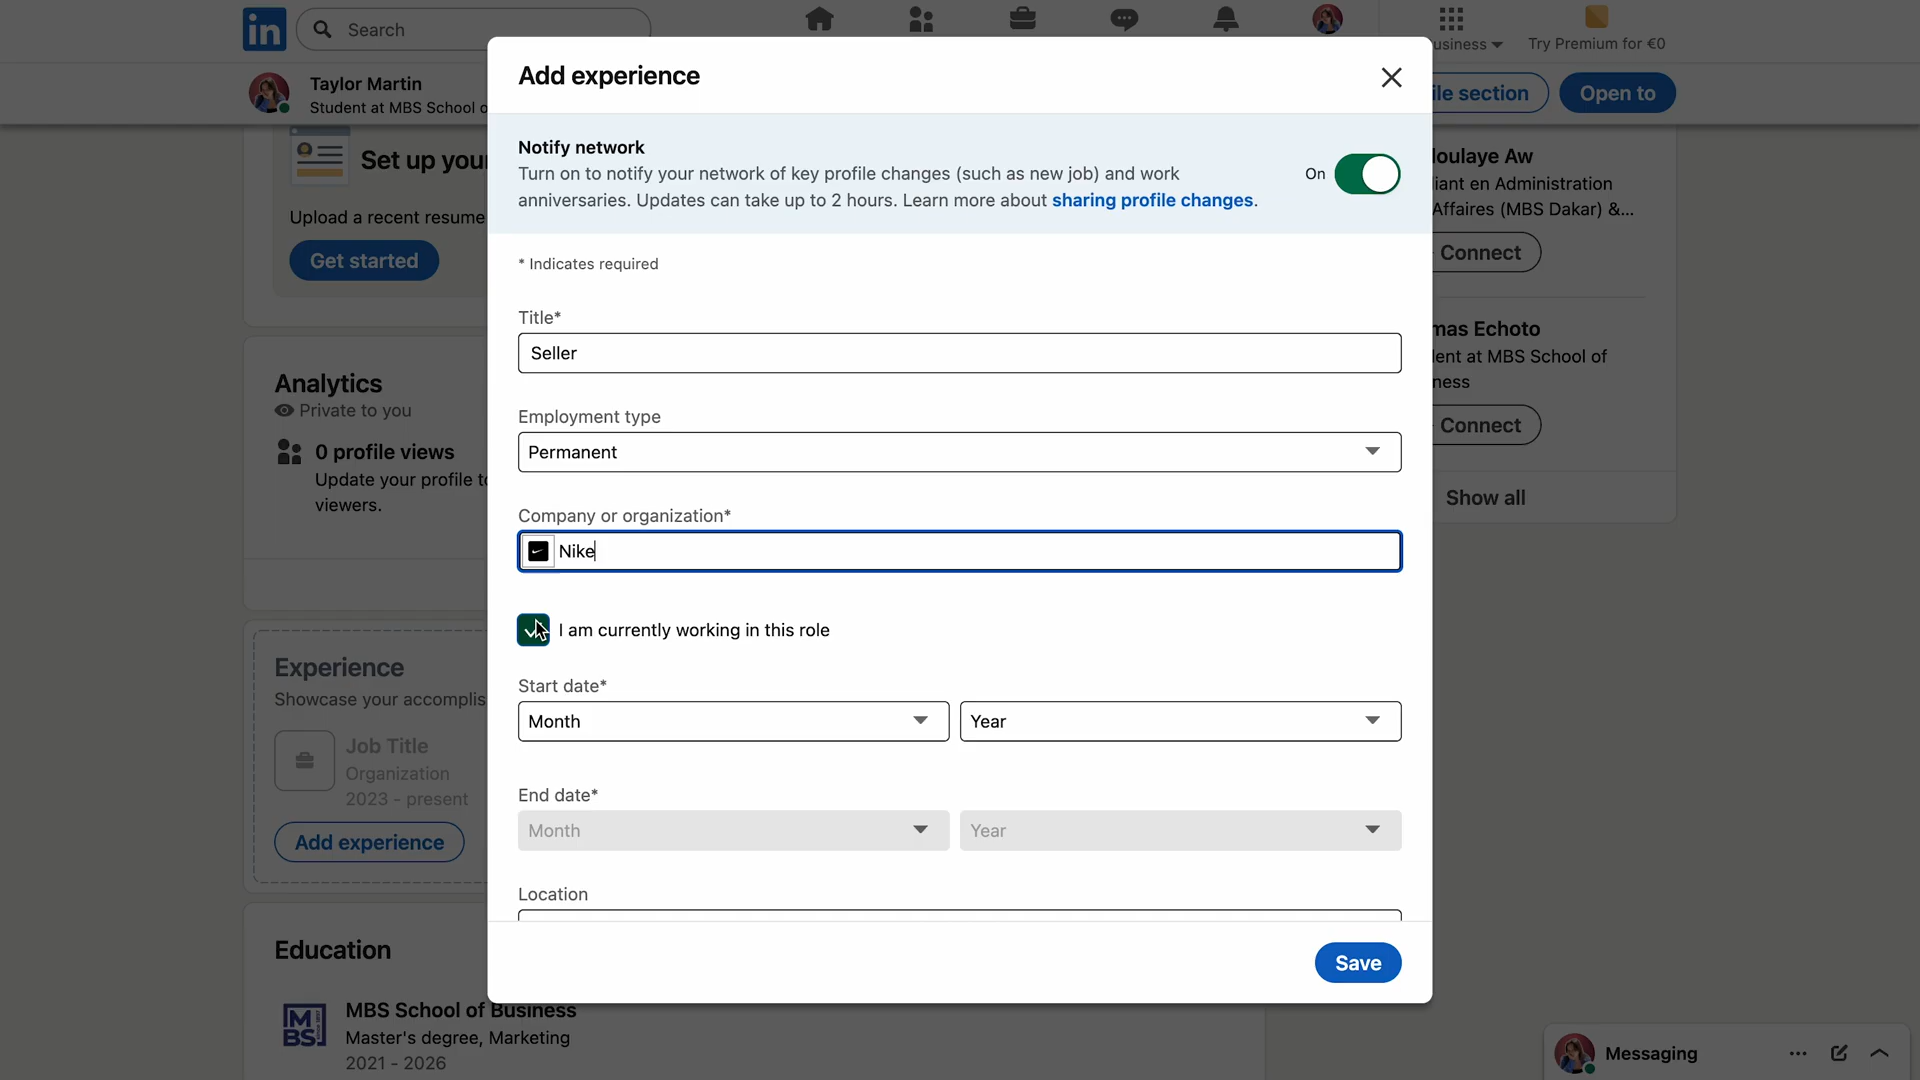 in
Search
usiness
Try Premium for €0
Taylor Martin
Student at MBS School o
ile section
Open to
Add experience
Notify network
Turn on to notify your network of key profile changes (such as new job) and work
anniversaries. Updates can take up to 2 hours. Learn more about sharing profile changes.
On
* Indicates required
Title*
Seller
Employment type
Permanent
Company or organization*
Nike
I am currently working in this role
Start date*
Month
Year
End date*
Month
Year
Location
Save
Set up your
Upload a recent resume
Get started
Analytics
Private to you
0 profile views
Update your profile to
viewers.
Experience
Showcase your accomplis
Job Title
Organization
2023 - present
Add experience
Education
MBS
MBS School of Business
Master's degree, Marketing
2021 - 2026
loulaye Aw
iant en Administration
Affaires (MBS Dakar) &...
Connect
mas Echoto
lent at MBS School of
ness
Connect
Show all
Messaging